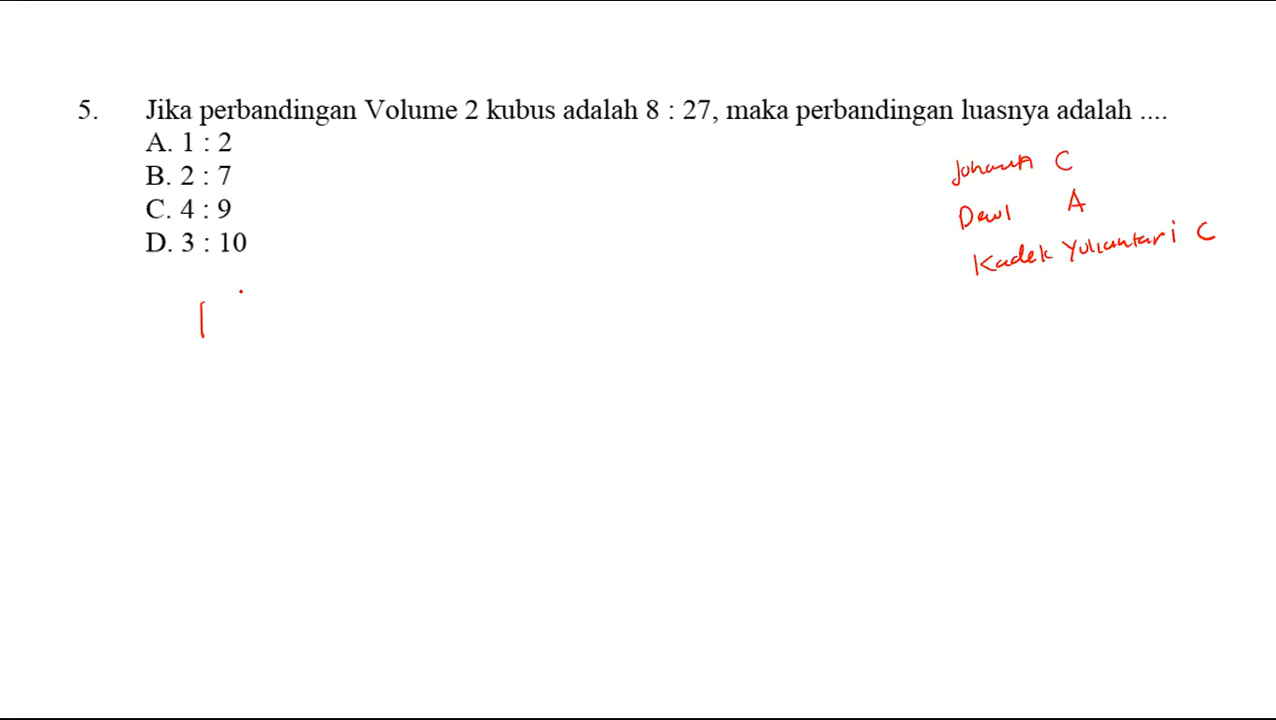 5. Jika perbandingan Volume 2 kubus adalah 8 : 27, maka perbandingan luasnya adalah ....
A. 1 : 2
B. 2 : 7
C. 4 : 9
D. 3 : 10
C
Dewi A
Kadek Yuliantari C